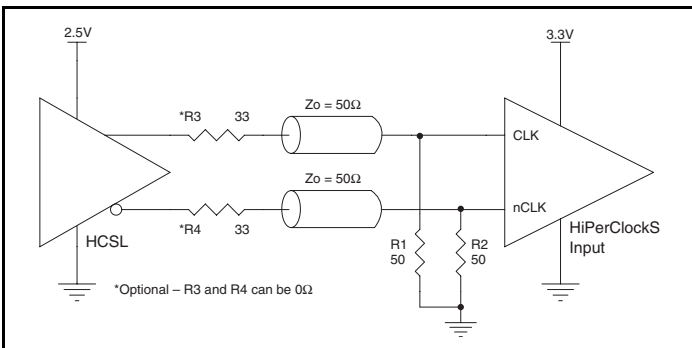 2.5V
3.3V
*R3 33
Zo = 50Ω
CLK
Zo = 50Ω
nCLK
*R4 33
HCSL
R1
50
R2
50
HiPerClockS
Input
*Optional – R3 and R4 can be 0Ω